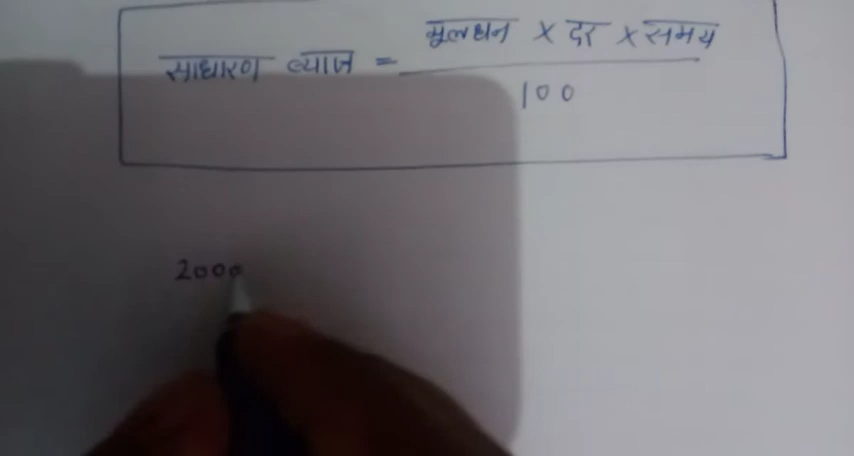 साधारण ब्याज = मूलधन × दर × समय
100
2000